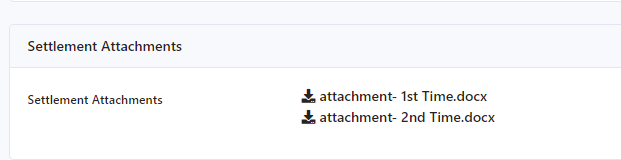 Settlement Attachments
Settlement Attachments
attachment- 1st Time.docx
attachment- 2nd Time.docx